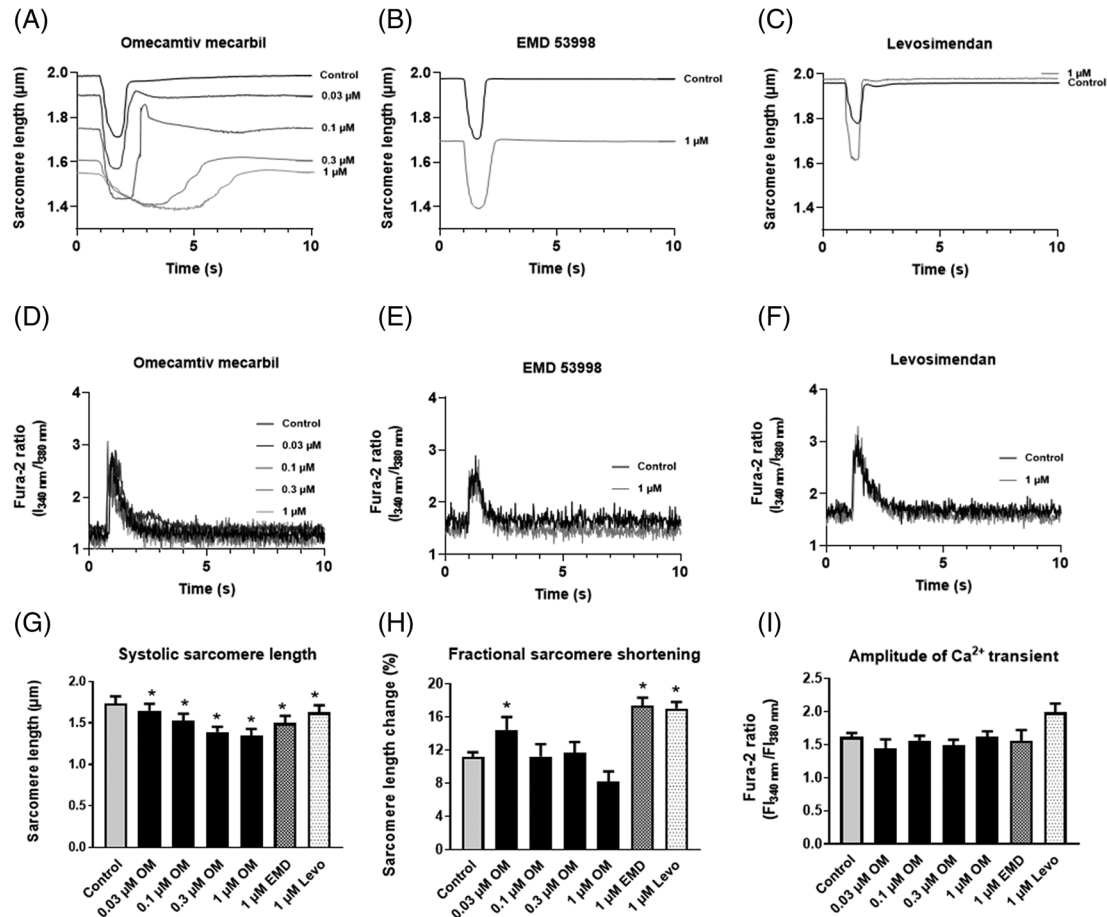 (A)
Omecamtiv mecarbil
Sarcomere length (µm)
2.0
1.8
1.6
1.4
Control
0.03 µM
0.1 µM
0.3 µM
1 µM
0
5
10
Time (s)
(B)
EMD 53998
Sarcomere length (µm)
2.0
1.8
1.6
1.4
Control
1 µM
0
5
10
Time (s)
(C)
Levosimendan
Sarcomere length (µm)
2.0
1.8
1.6
1.4
1 µM
Control
0
5
10
Time (s)
(D)
Omecamtiv mecarbil
Fura-2 ratio
(I340 nm/I380 nm)
4
3
2
1
Control
0.03 µM
0.1 µM
0.3 µM
1 µM
0
5
10
Time (s)
(E)
EMD 53998
Fura-2 ratio
(I340 nm/I380 nm)
4
3
2
1
Control
1 µM
0
5
10
Time (s)
(F)
Levosimendan
Fura-2 ratio
(I340 nm/I380 nm)
4
3
2
1
Control
1 µM
0
5
10
Time (s)
(G)
Systolic sarcomere length
Sarcomere length (µm)
2.0
1.5
1.0
0.5
0.0
* * * * * *
Control
0.03 µM OM
0.1 µM OM
0.3 µM OM
1 µM OM
1 µM EMD
1 µM Levo
(H)
Fractional sarcomere shortening
Sarcomere length change (%)
20
16
12
8
4
0
* * *
Control
0.03 µM OM
0.1 µM OM
0.3 µM OM
1 µM OM
1 µM EMD
1 µM Levo
(I)
Amplitude of Ca2+ transient
Fura-2 ratio
(FI340 nm/FI380 nm)
2.5
2.0
1.5
1.0
0.5
0.0
Control
0.03 µM OM
0.1 µM OM
0.3 µM OM
1 µM OM
1 µM EMD
1 µM Levo